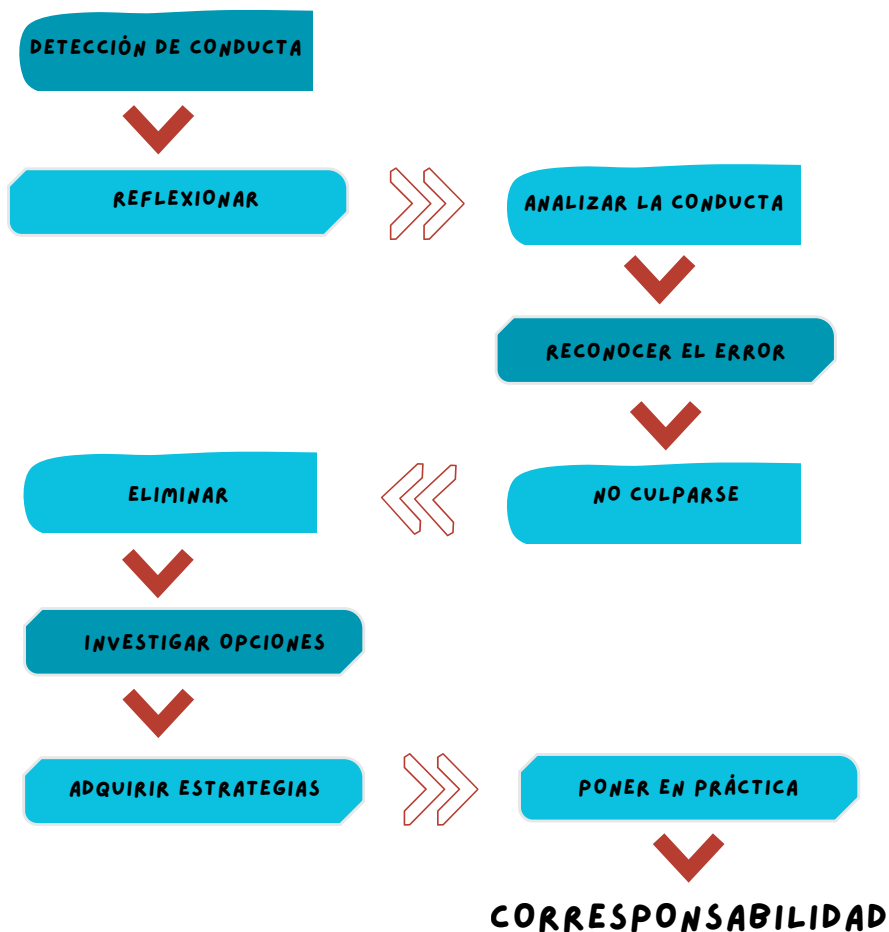 DETECCIÓN DE CONDUCTA
REFLEXIONAR
ANALIZAR LA CONDUCTA
RECONOCER EL ERROR
NO CULPARSE
ELIMINAR
INVESTIGAR OPCIONES
ADQUIRIR ESTRATEGIAS
PONER EN PRÁCTICA
CORRESPONSABILIDAD